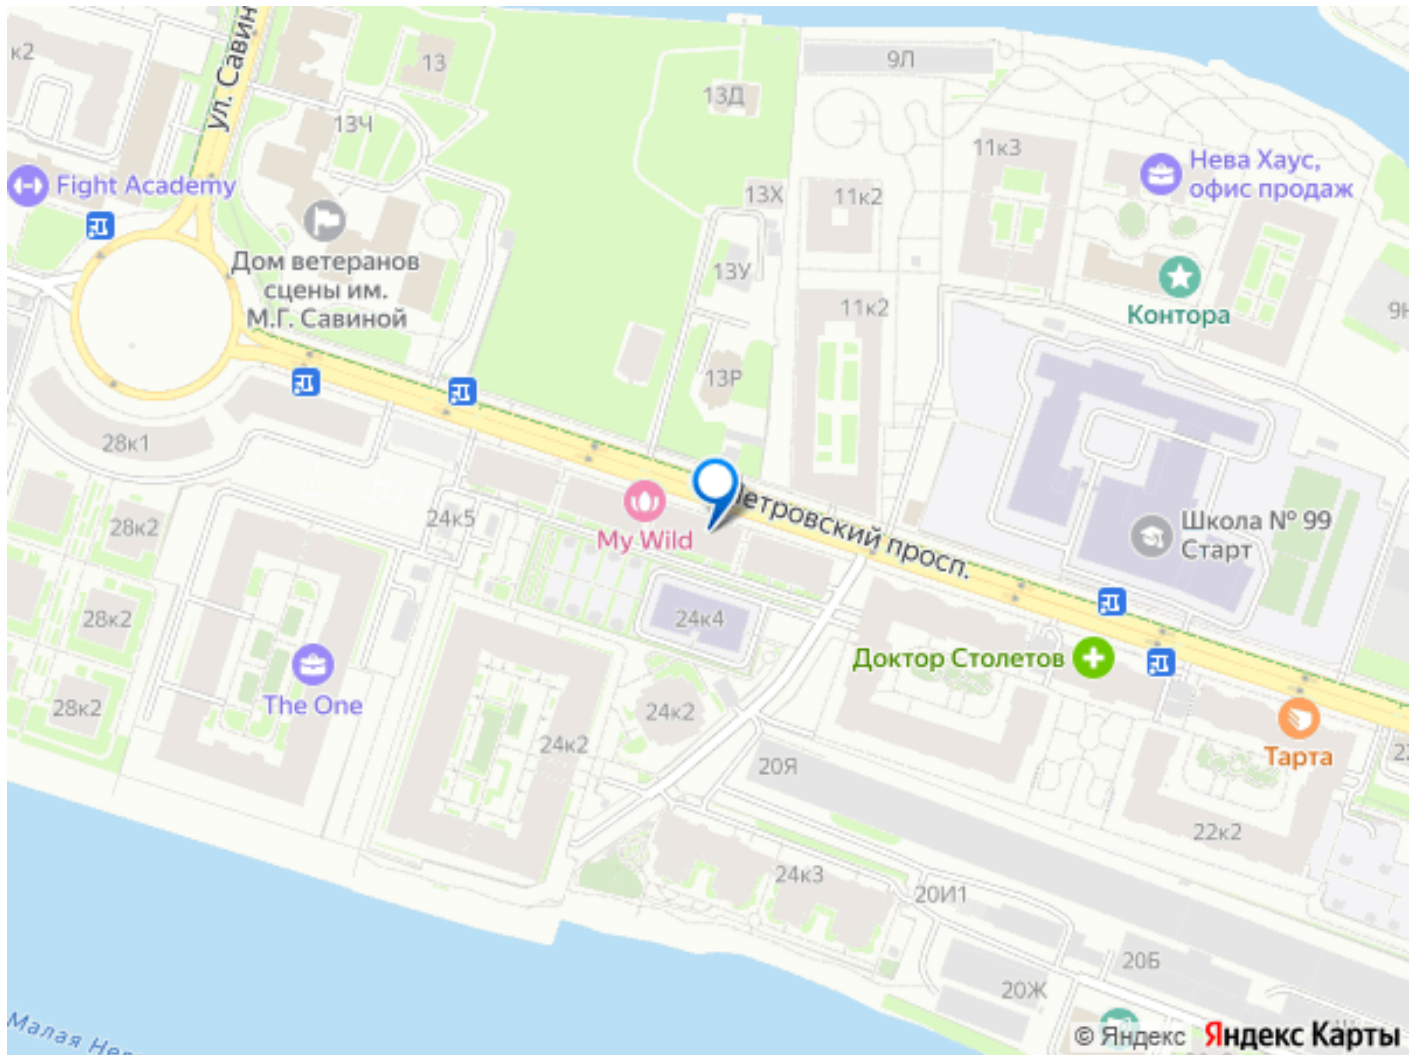 к2
ул. Савин
13
13Ч
Fight Academy
Дом ветеранов
сцены им.
М.Г. Савиной
9Л
13Д
13Х
13У
13Р
11к2
11к2
11к3
Нева Хаус,
офис продаж
Контора
9Н
28к1
28к2
28к2
28к2
24к5
My Wild
Петровский просп.
Школа № 99
Старт
24к4
Доктор Столетов
The One
24к2
24к2
Тарта
22
20Я
22к2
24к3
20И1
20Б
20Ж
Малая Нев
© Яндекс Яндекс Карты